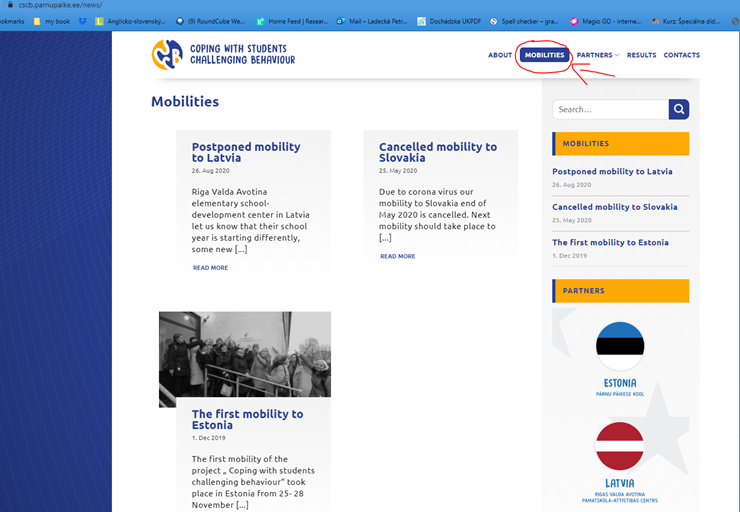 cscb.parnupaike.ee/news/
ookmarks my book Anglicko-slovenský... (9) RoundCube We... Home Feed | Resear... Mail – Ladecká Petr... Dochádzka UKPDF Spell checker – gra... Magio GO - interne... Kurz: Špeciálna did...
COPING WITH STUDENTS
CHALLENGING BEHAVIOUR
ABOUT MOBILITIES PARTNERS RESULTS CONTACTS
Mobilities
Postponed mobility
to Latvia
26. Aug 2020
Riga Valda Avotina
elementary school-
development center in Latvia
let us know that their school
year is starting differently,
some new [...]
READ MORE
Cancelled mobility to
Slovakia
25. May 2020
Due to corona virus our
mobility to Slovakia end of
May 2020 is cancelled. Next
mobility should take place to
[...]
READ MORE
The first mobility to
Estonia
1. Dec 2019
The first mobility of the
project „ Coping with students
challenging behaviour” took
place in Estonia from 25- 28
November [...]
Search...
MOBILITIES
Postponed mobility to Latvia
26. Aug 2020
Cancelled mobility to Slovakia
25. May 2020
The first mobility to Estonia
1. Dec 2019
PARTNERS
ESTONIA
PÄRNU PÄIKESE KOOL
LATVIA
RIGAS VALDA AVOTINA
PAMATSKOLA-ATTISTIBAS CENTRS